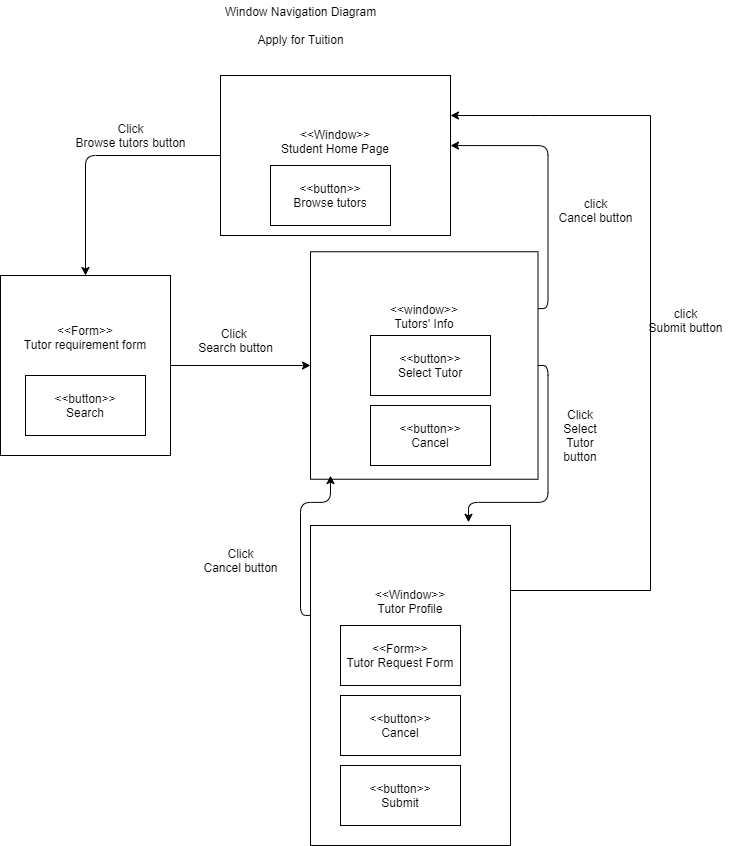 Window Navigation Diagram
Apply for Tuition
Click
Browse tutors button
<<Window>>
Student Home Page
<<button>>
Browse tutors
click
Cancel button
<<Form>>
Tutor requirement form
<<button>>
Search
Click
Search button
<<window>>
Tutors' Info
<<button>>
Select Tutor
<<button>>
Cancel
click
Submit button
Click
Select
Tutor
button
Click
Cancel button
<<Window>>
Tutor Profile
<<Form>>
Tutor Request Form
<<button>>
Cancel
<<button>>
Submit